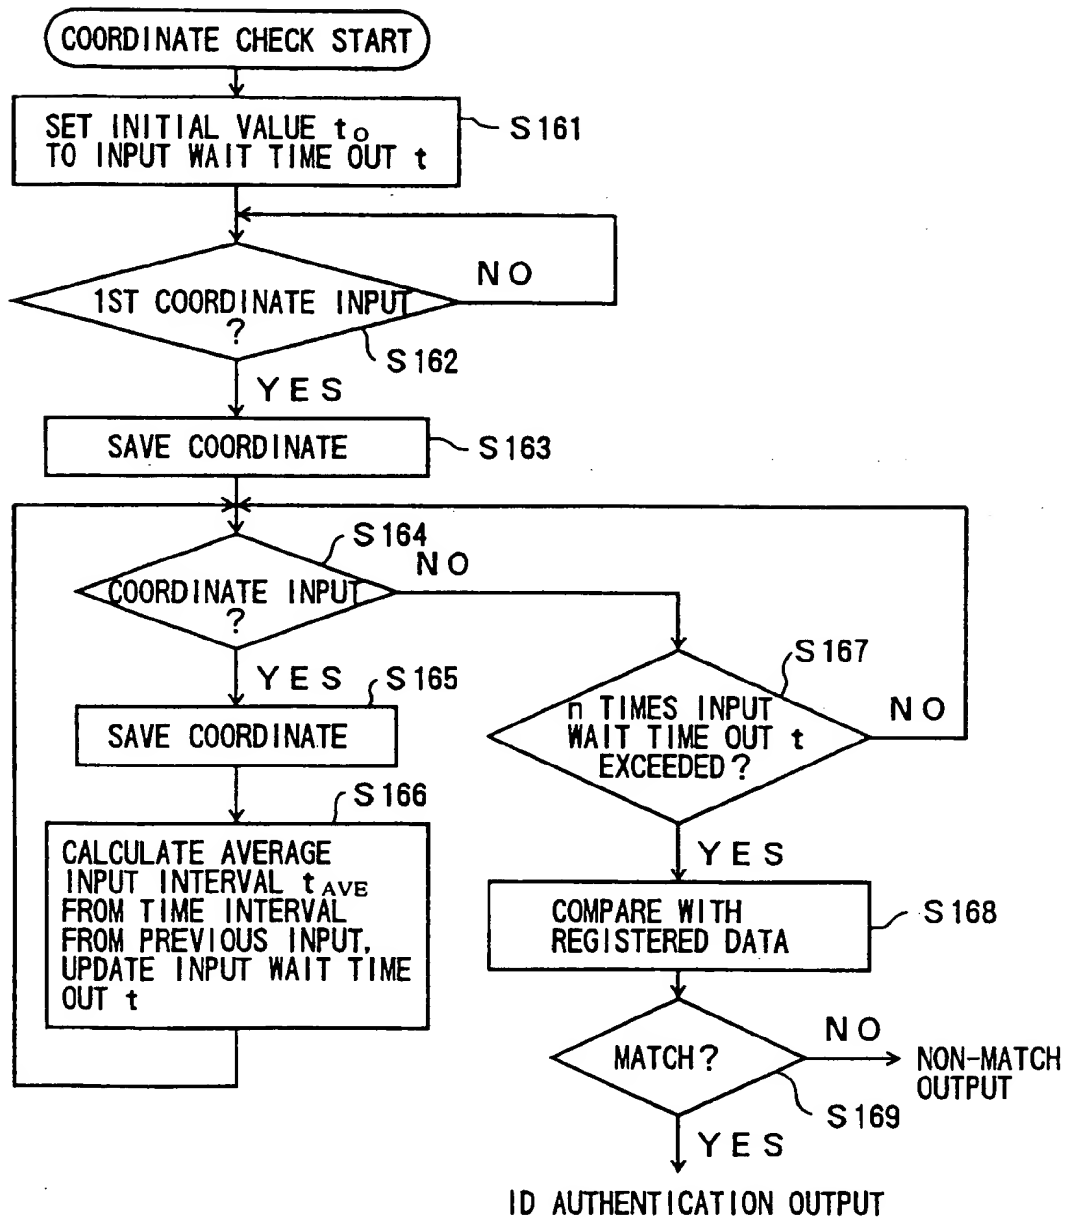 COORDINATE CHECK START
SET INITIAL VALUE to
TO INPUT WAIT TIME OUT t
S161
NO
1ST COORDINATE INPUT
?
S162
YES
SAVE COORDINATE
S163
S164
NO
COORDINATE INPUT
?
YES
S165
SAVE COORDINATE
S166
CALCULATE AVERAGE
INPUT INTERVAL tAVE
FROM TIME INTERVAL
FROM PREVIOUS INPUT,
UPDATE INPUT WAIT TIME
OUT t
S167
n TIMES INPUT
WAIT TIME OUT t
EXCEEDED?
NO
YES
COMPARE WITH
REGISTERED DATA
S168
MATCH?
NO
NON-MATCH
OUTPUT
S169
YES
ID AUTHENTICATION OUTPUT